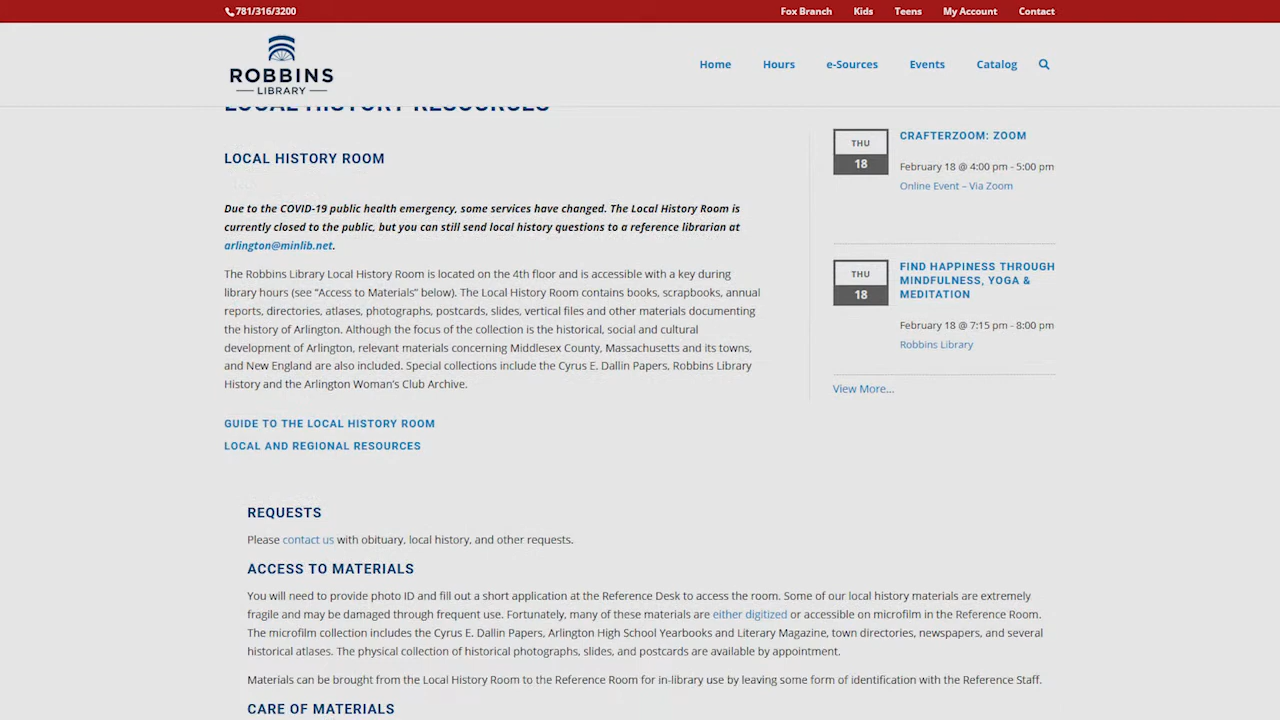 781/316/3200
Fox Branch Kids Teens My Account Contact
ROBBINS
LIBRARY
Home Hours e-Sources Events Catalog
LOCAL HISTORY RESOURCES
LOCAL HISTORY ROOM
Due to the COVID-19 public health emergency, some services have changed. The Local History Room is
currently closed to the public, but you can still send local history questions to a reference librarian at
arlington@minlib.net.
The Robbins Library Local History Room is located on the 4th floor and is accessible with a key during
library hours (see “Access to Materials” below). The Local History Room contains books, scrapbooks, annual
reports, directories, atlases, photographs, postcards, slides, vertical files and other materials documenting
the history of Arlington. Although the focus of the collection is the historical, social and cultural
development of Arlington, relevant materials concerning Middlesex County, Massachusetts and its towns,
and New England are also included. Special collections include the Cyrus E. Dallin Papers, Robbins Library
History and the Arlington Woman’s Club Archive.
GUIDE TO THE LOCAL HISTORY ROOM
LOCAL AND REGIONAL RESOURCES
THU
18
CRAFTERZOOM: ZOOM
February 18 @ 4:00 pm - 5:00 pm
Online Event – Via Zoom
THU
18
FIND HAPPINESS THROUGH
MINDFULNESS, YOGA &
MEDITATION
February 18 @ 7:15 pm - 8:00 pm
Robbins Library
View More...
REQUESTS
Please contact us with obituary, local history, and other requests.
ACCESS TO MATERIALS
You will need to provide photo ID and fill out a short application at the Reference Desk to access the room. Some of our local history materials are extremely
fragile and may be damaged through frequent use. Fortunately, many of these materials are either digitized or accessible on microfilm in the Reference Room.
The microfilm collection includes the Cyrus E. Dallin Papers, Arlington High School Yearbooks and Literary Magazine, town directories, newspapers, and several
historical atlases. The physical collection of historical photographs, slides, and postcards are available by appointment.
Materials can be brought from the Local History Room to the Reference Room for in-library use by leaving some form of identification with the Reference Staff.
CARE OF MATERIALS